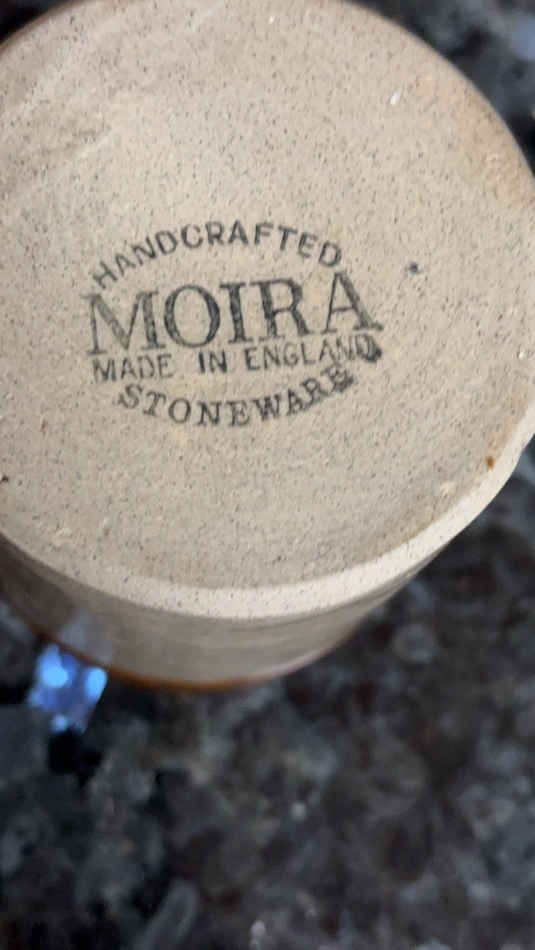 HANDCRAFTED
MOIRA
MADE IN ENGLAND
STONEWARE